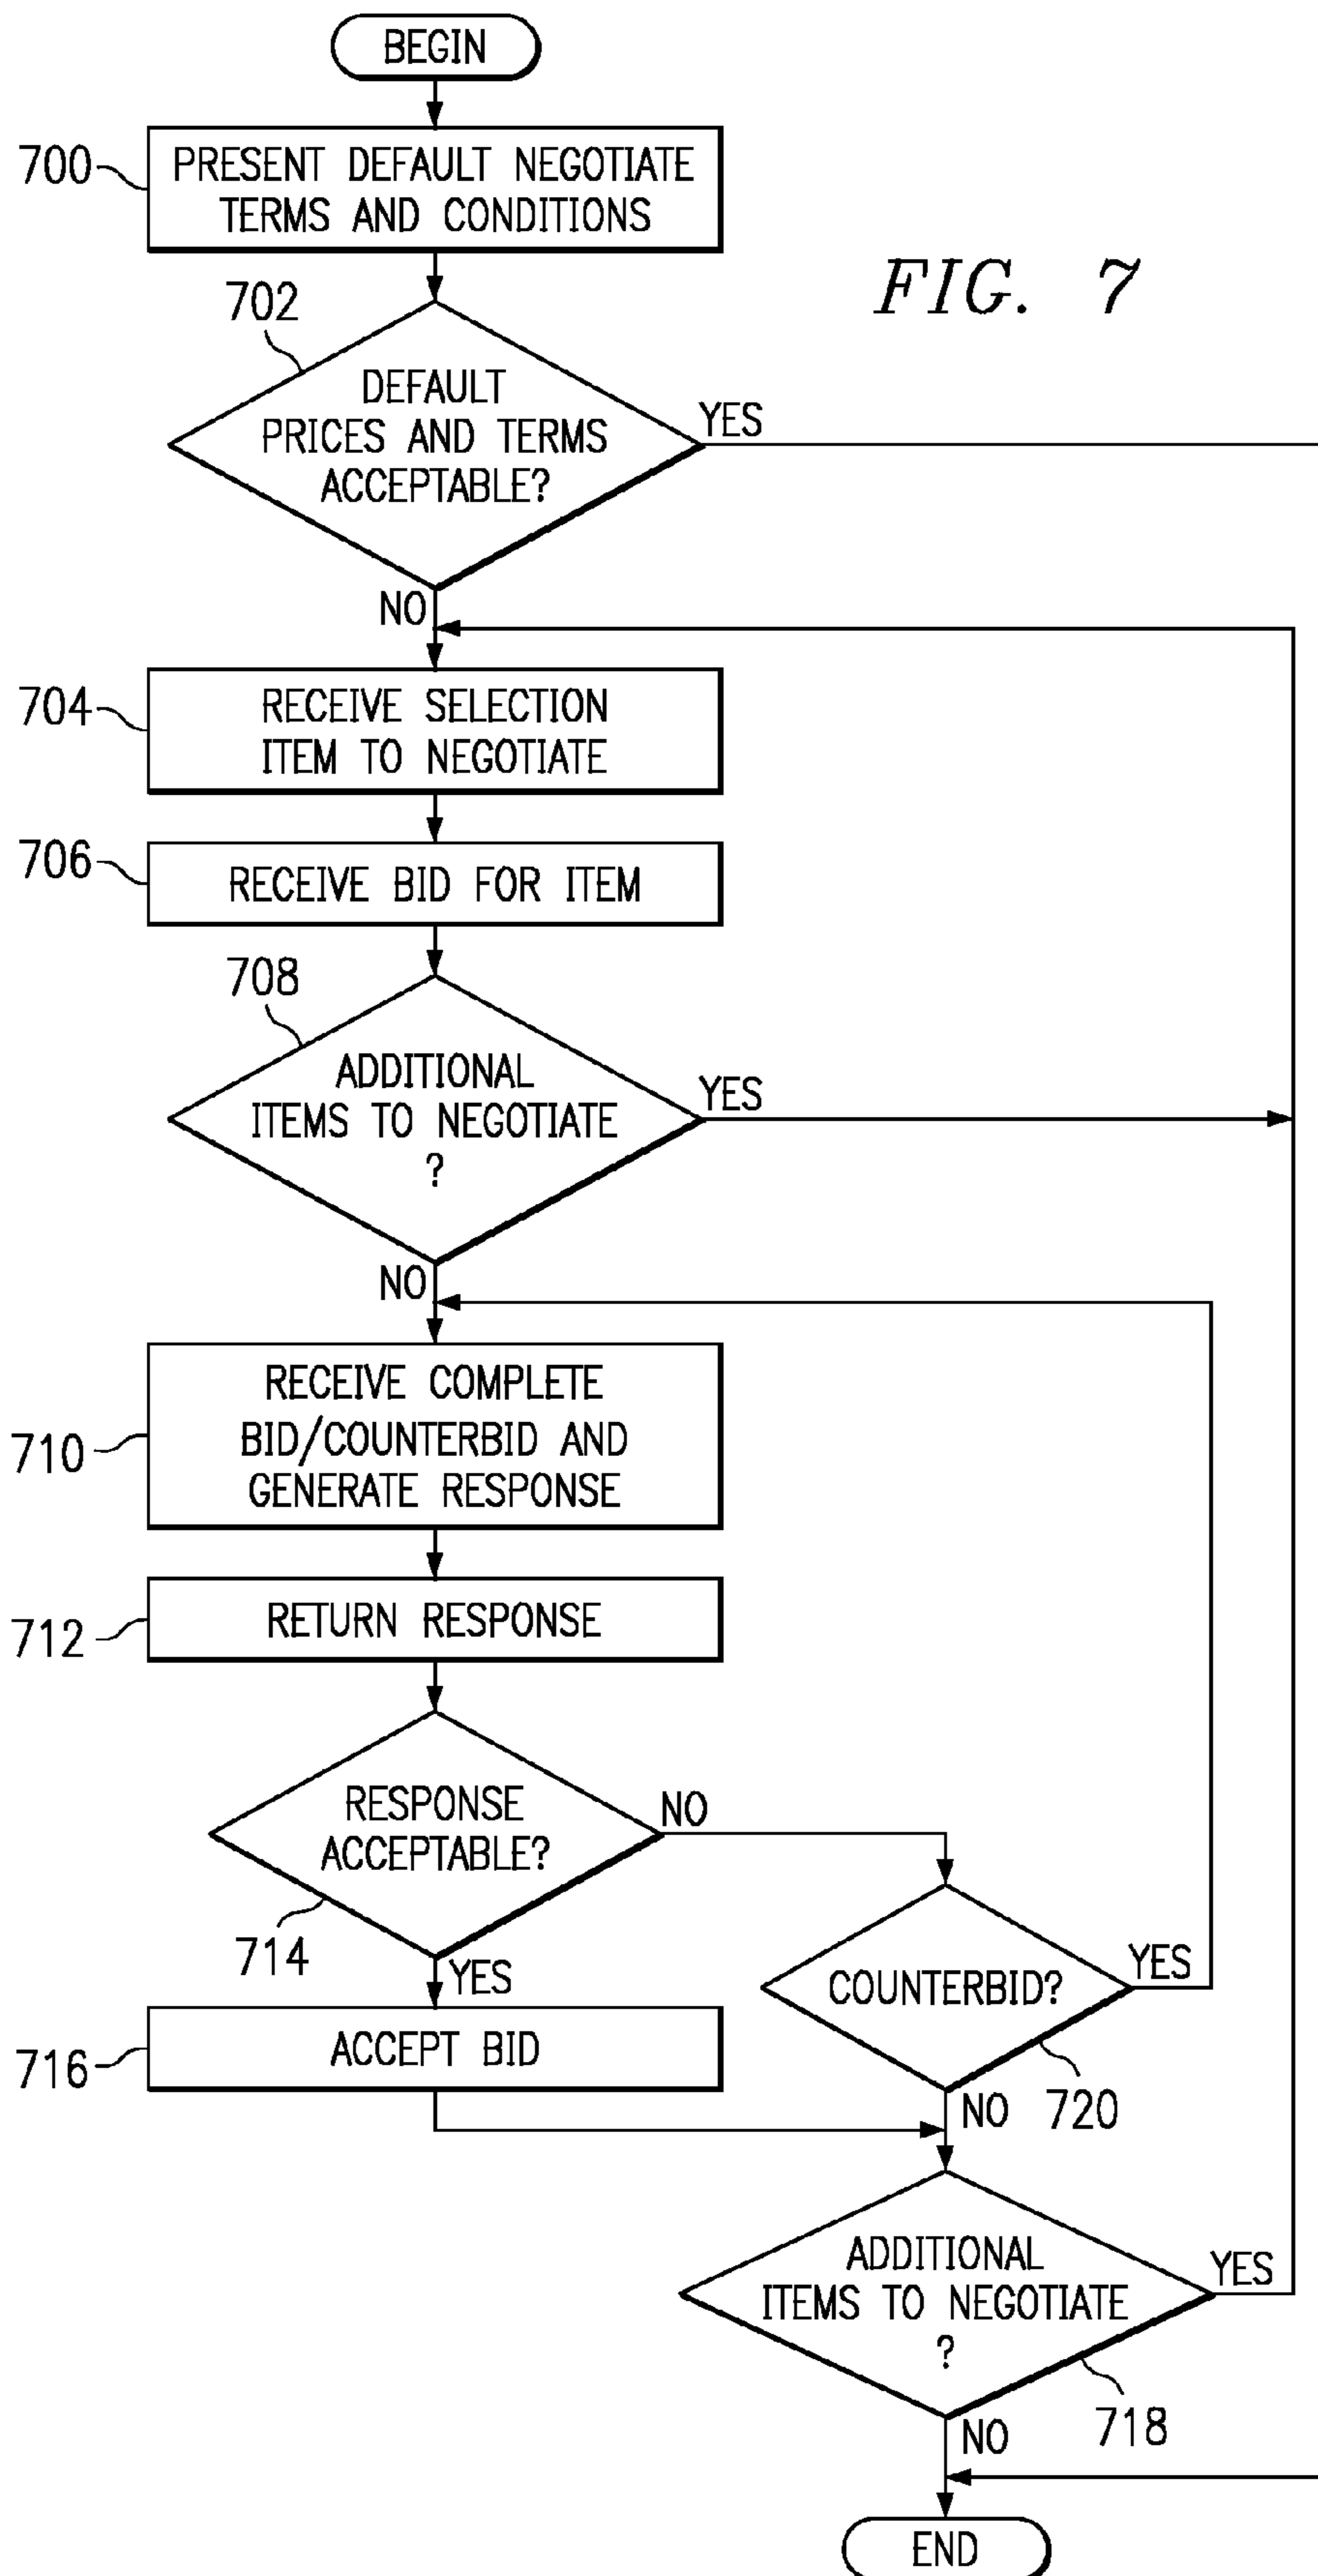 BEGIN
700
PRESENT DEFAULT NEGOTIATE
TERMS AND CONDITIONS
FIG. 7
702
DEFAULT
PRICES AND TERMS
ACCEPTABLE?
YES
NO
704
RECEIVE SELECTION
ITEM TO NEGOTIATE
706
RECEIVE BID FOR ITEM
708
ADDITIONAL
ITEMS TO NEGOTIATE
?
YES
NO
710
RECEIVE COMPLETE
BID/COUNTERBID AND
GENERATE RESPONSE
712
RETURN RESPONSE
RESPONSE
ACCEPTABLE?
NO
714
YES
COUNTERBID?
YES
716
ACCEPT BID
NO
720
ADDITIONAL
ITEMS TO NEGOTIATE
?
YES
718
NO
END